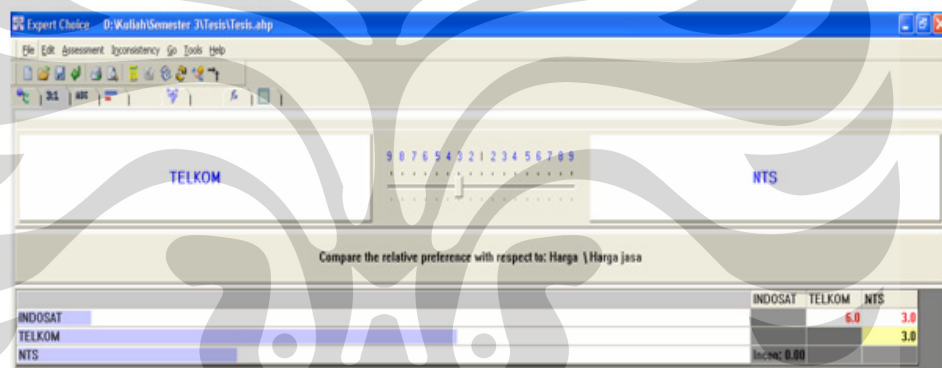 Expert Choice D:\Kuliah\Semester 3\Tesis\Tesis.ahp
File Edit Assessment Inconsistency Go Tools Help
3:1 ABC
9 8 7 6 5 4 3 2 1 2 3 4 5 6 7 8 9
TELKOM NTS
Compare the relative preference with respect to: Harga \ Harga jasa
INDOSAT TELKOM NTS
INDOSAT 6.0 3.0
TELKOM 3.0
NTS Incon: 0.00